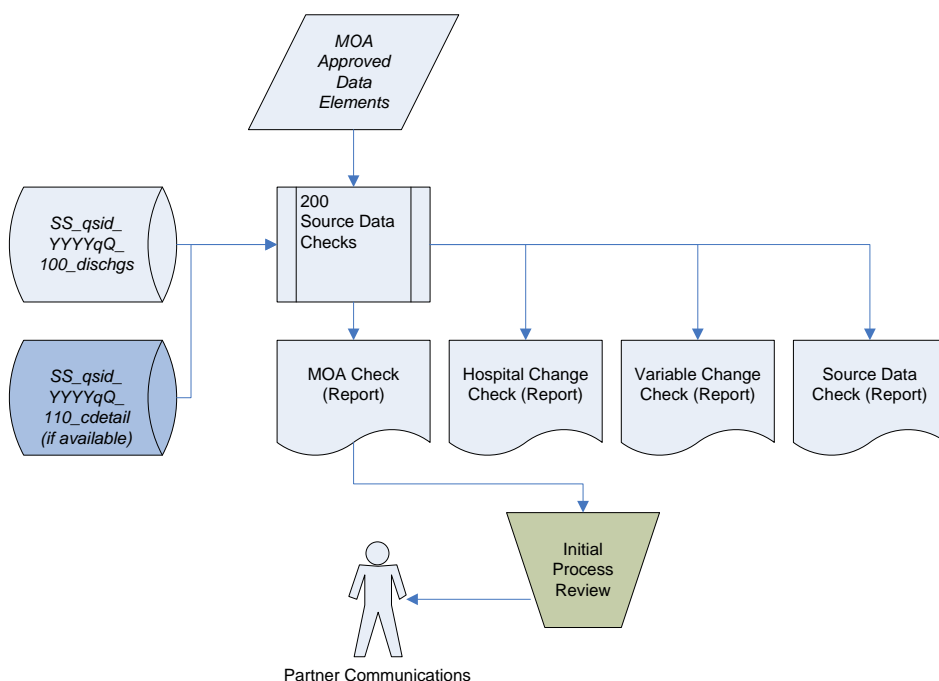 MOA
Approved
Data
Elements
SS_qsid_
YYYYqQ_
100_dischgs
200
Source Data
Checks
SS_qsid_
YYYYqQ_
110_cdetail
(if available)
MOA Check
(Report)
Hospital Change
Check (Report)
Variable Change
Check (Report)
Source Data
Check (Report)
Initial
Process
Review
Partner Communications